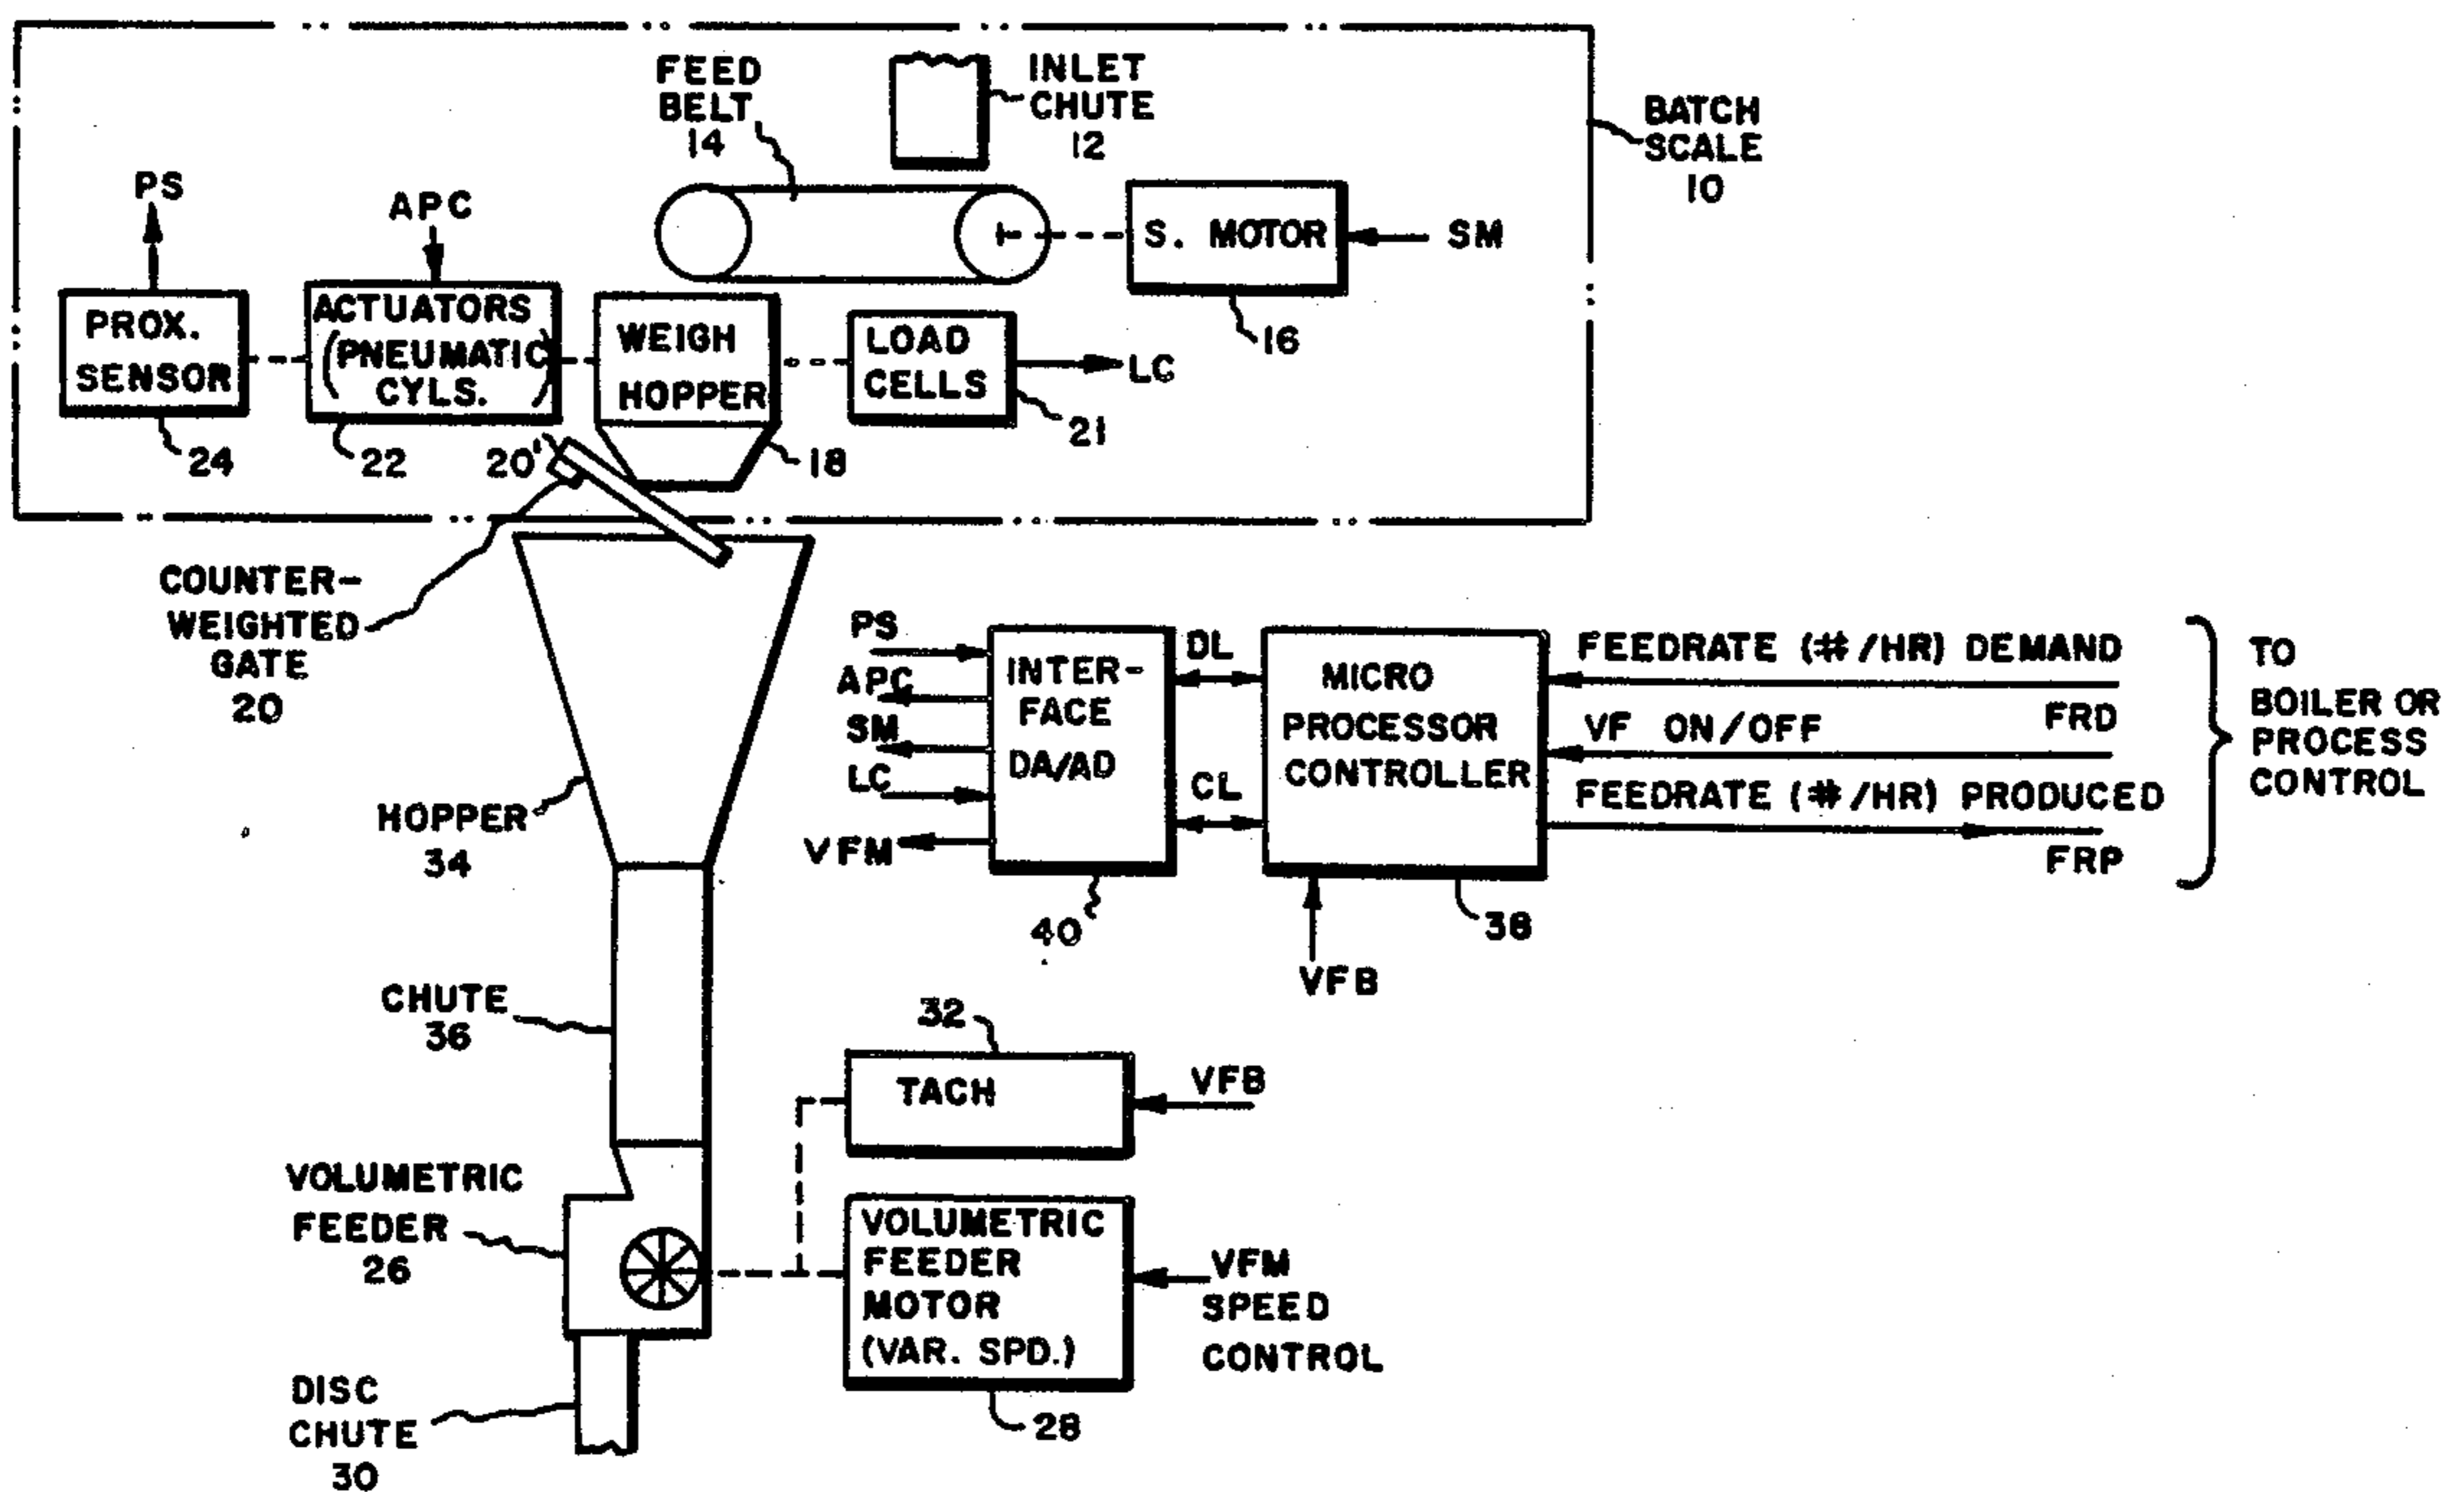 FEED
BELT
14
INLET
CHUTE
12
BATCH
SCALE
10
PS
APC
S. MOTOR
SM
16
PROX.
SENSOR
24
ACTUATORS
(PNEUMATIC
CYLS. )
22
WEIGH
HOPPER
18
LOAD
CELLS
LC
21
20'
COUNTER-
WEIGHTED
GATE
20
HOPPER
34
PS
APC
SM
LC
VFM
INTER-
FACE
DA/AD
40
DL
CL
MICRO
PROCESSOR
CONTROLLER
38
VFB
FEEDRATE (#/HR) DEMAND
FRD
VF ON/OFF
FEEDRATE (#/HR) PRODUCED
FRP
TO
BOILER OR
PROCESS
CONTROL
CHUTE
36
32
TACH
VFB
VOLUMETRIC
FEEDER
26
VOLUMETRIC
FEEDER
MOTOR
(VAR. SPD.)
28
VFM
SPEED
CONTROL
DISC
CHUTE
30